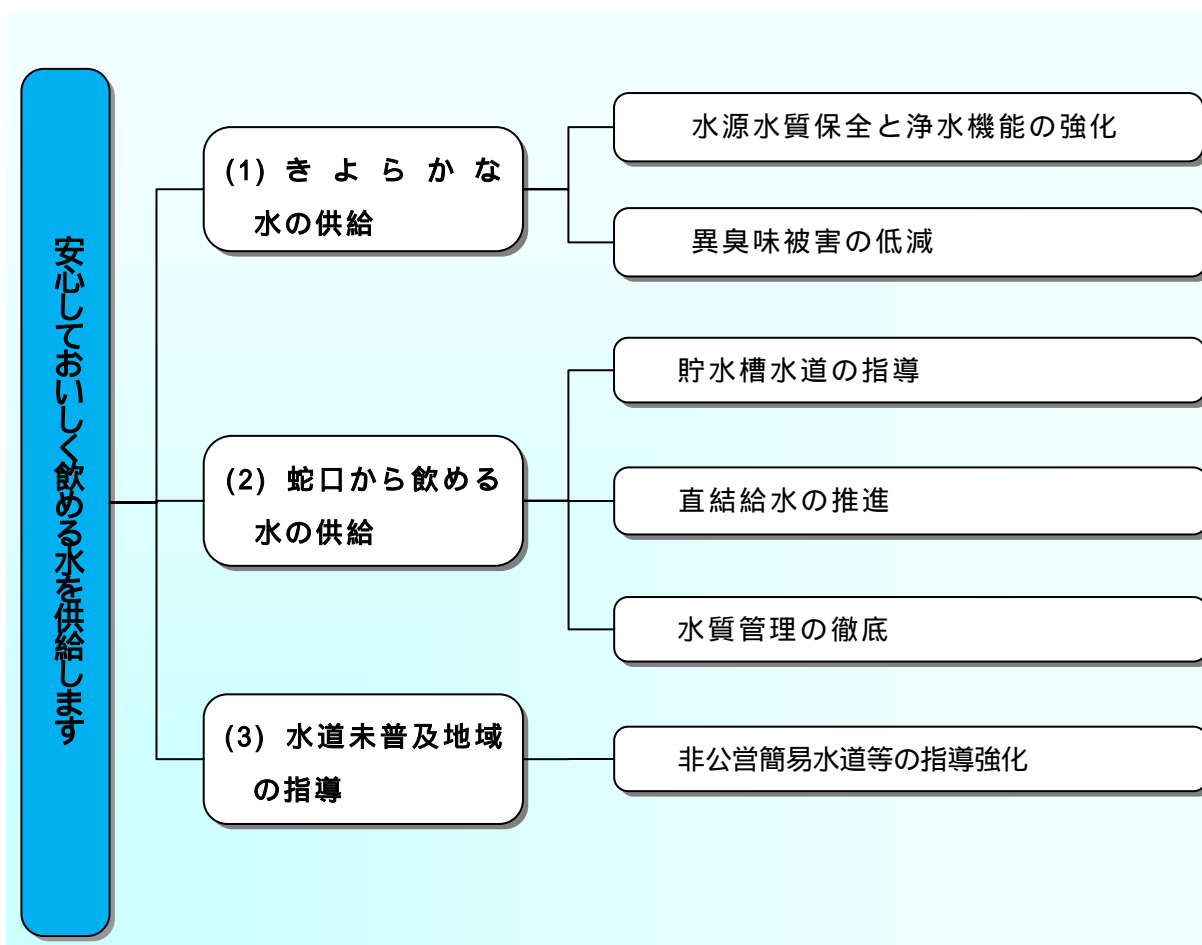 安心しておいしく飲める水を供給します
(1) きよらかな
水の供給
水源水質保全と浄水機能の強化
異臭味被害の低減
(2) 蛇口から飲める
水の供給
貯水槽水道の指導
直結給水の推進
水質管理の徹底
(3) 水道未普及地域
の指導
非公営簡易水道等の指導強化